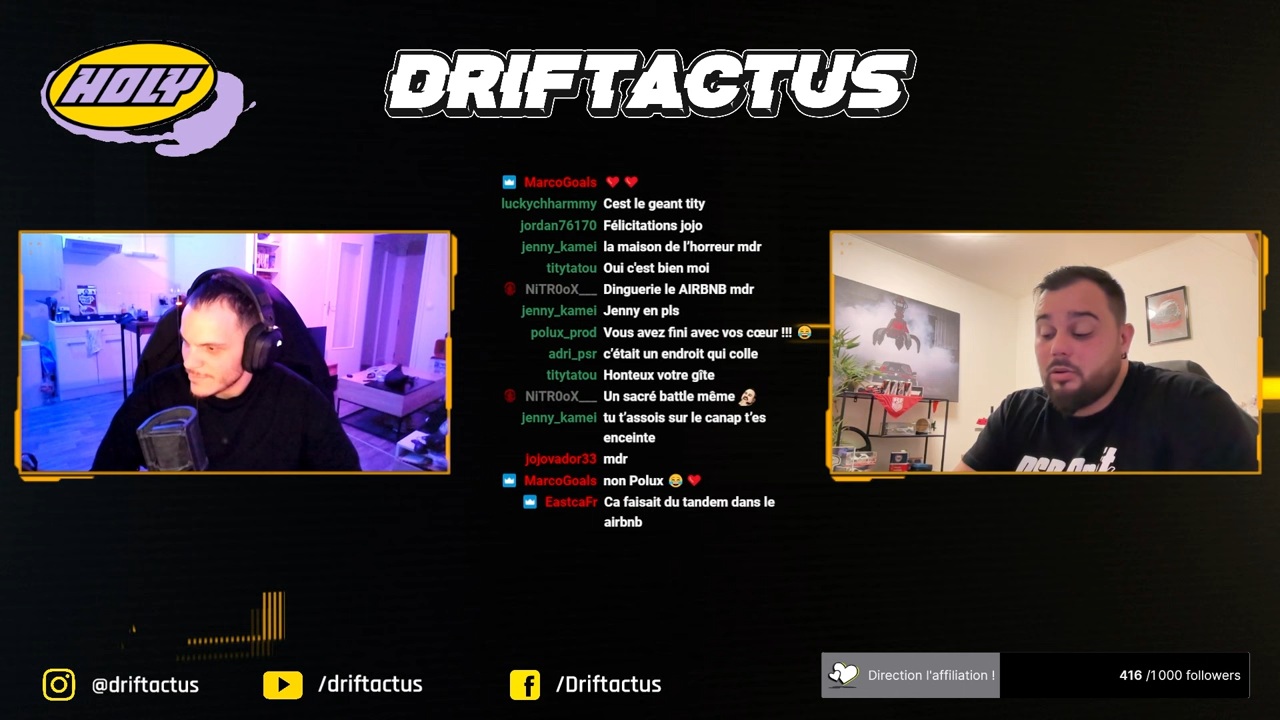 HOLY
DRIFTACTUS
MarcoGoals ❤️ ❤️
luckychharmmy Cest le geant tity
jordan76170 Félicitations jojo
jenny_kamei la maison de l’horreur mdr
titytatou Oui c'est bien moi
NiTR0oX___ Dinguerie le AIRBNB mdr
jenny_kamei Jenny en pls
polux_prod Vous avez fini avec vos cœur !!! 😂
adri_psr c’était un endroit qui colle
titytatou Honteux votre gîte
NiTR0oX___ Un sacré battle même
jenny_kamei tu t’assois sur le canap t’es
enceinte
jojovador33 mdr
MarcoGoals non Polux 😂 ❤️
EastcaFr Ca faisait du tandem dans le
airbnb
@driftactus
/driftactus
/Driftactus
Direction l'affiliation !
416 /1 000 followers